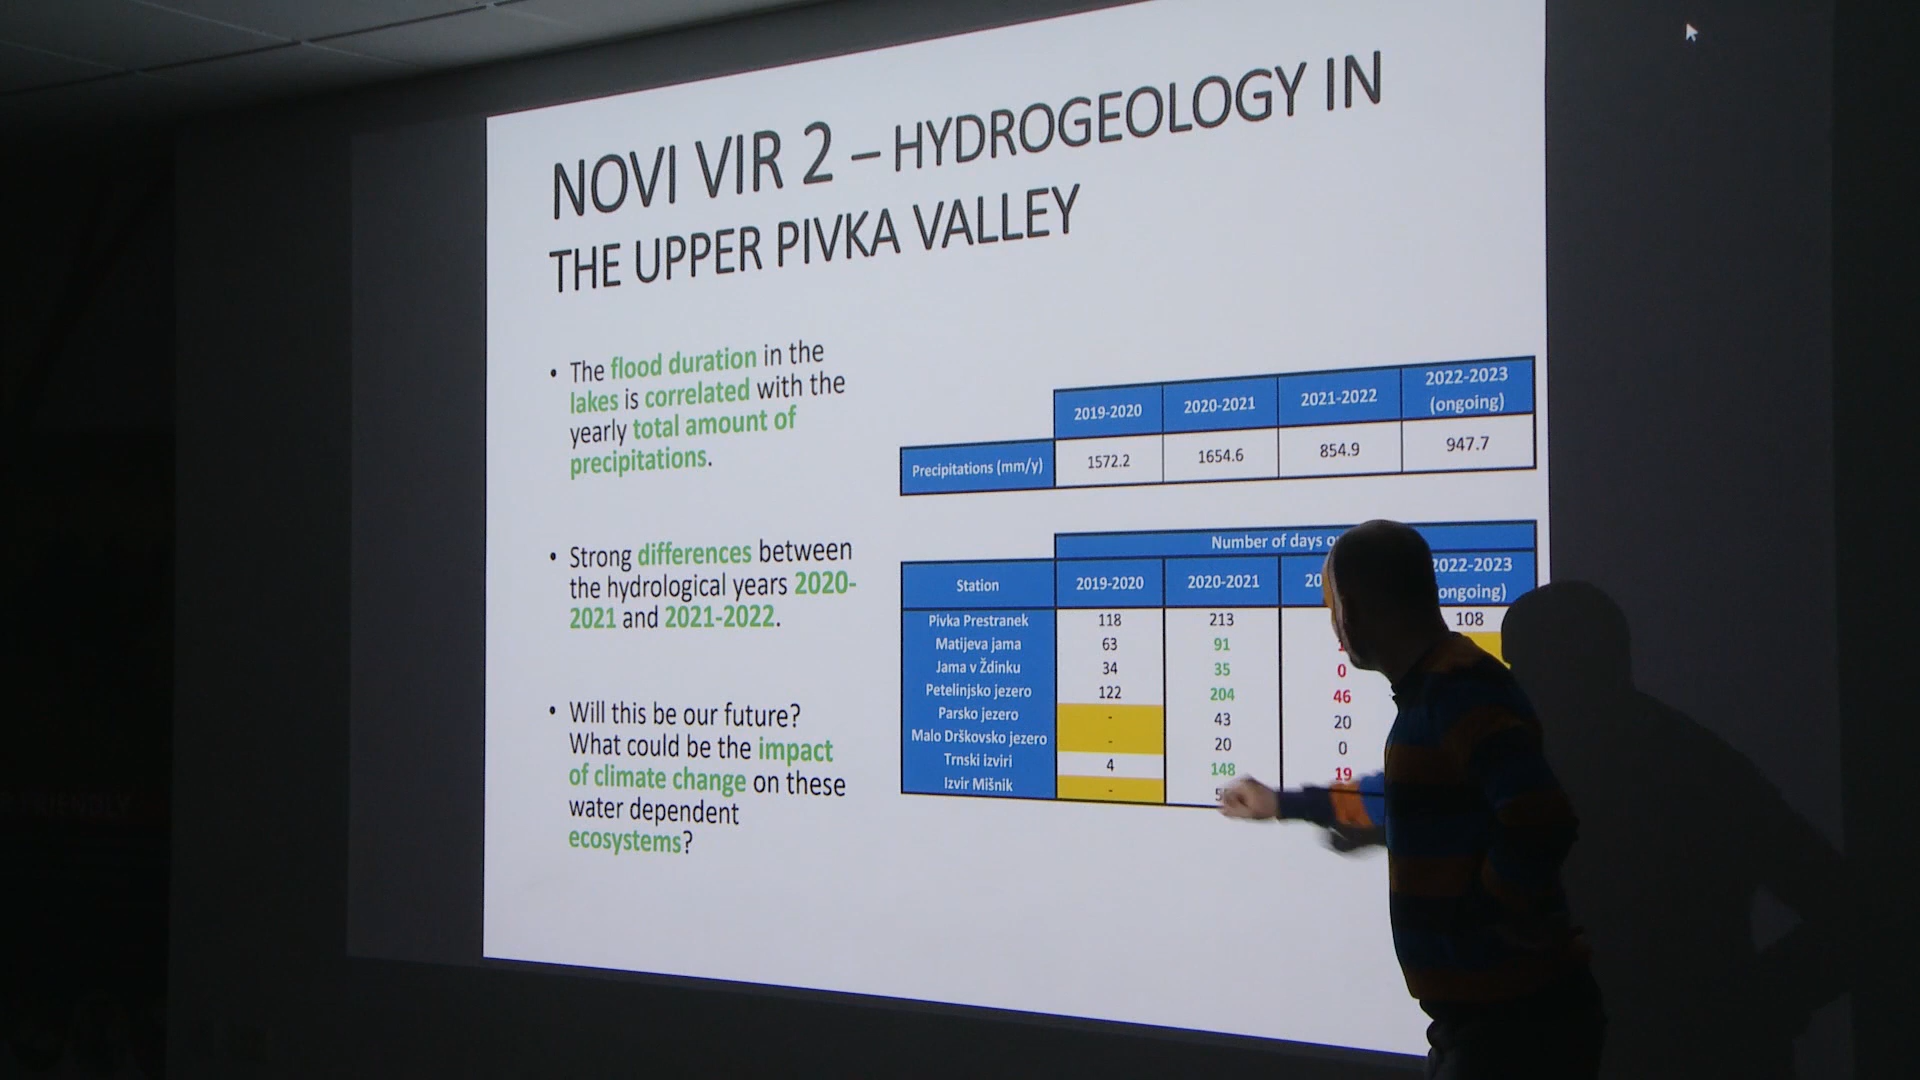 NOVI VIR 2 – HYDROGEOLOGY IN
THE UPPER PIVKA VALLEY
• The flood duration in the
lakes is correlated with the
yearly total amount of
precipitations.
• Strong differences between
the hydrological years 2020-
2021 and 2021-2022.
• Will this be our future?
What could be the impact
of climate change on these
water dependent
ecosystems?
2019-2020 2020-2021 2021-2022 2022-2023
(ongoing)
Precipitations (mm/y) 1572.2 1654.6 854.9 947.7
Number of days
Station 2019-2020 2020-2021 20 2022-2023
ongoing)
Pivka Prestranek 118 213 108
Matijeva jama 63 91
Jama v Ždinku 34 35 0
Petelinjsko jezero 122 204 46
Parsko jezero - 43 20
Malo Drškovsko jezero - 20 0
Trnski izviri 4 148 19
Izvir Mišnik -